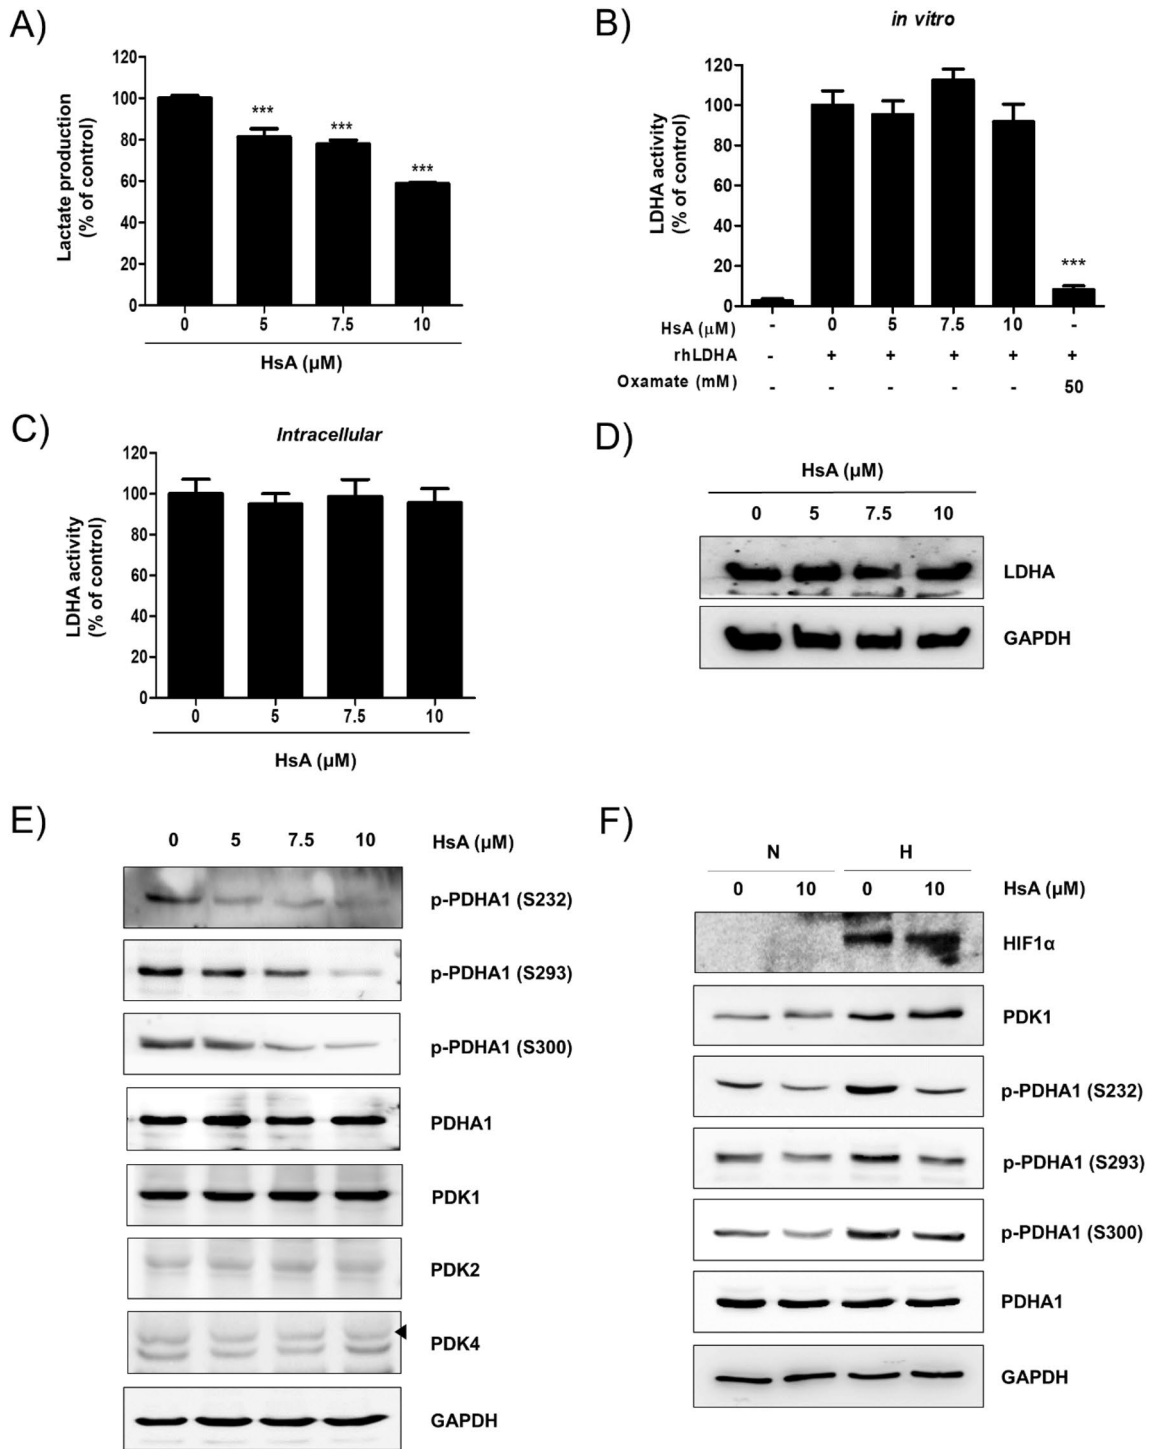 A)
120
100
80
60
40
20
0
Lactate production
(% of control)
***
***
***
0 5 7.5 10
HsA (µM)
B)
in vitro
120
100
80
60
40
20
0
LDHA activity
(% of control)
***
HsA (µM) - 0 5 7.5 10 -
rhLDHA - + + + + +
Oxamate (mM) - - - - - 50
C)
Intracellular
120
100
80
60
40
20
0
LDHA activity
(% of control)
0 5 7.5 10
HsA (µM)
D)
HsA (µM)
0 5 7.5 10
LDHA
GAPDH
E)
0 5 7.5 10 HsA (µM)
p-PDHA1 (S232)
p-PDHA1 (S293)
p-PDHA1 (S300)
PDHA1
PDK1
PDK2
PDK4
GAPDH
F)
N H
0 10 0 10 HsA (µM)
HIF1α
PDK1
p-PDHA1 (S232)
p-PDHA1 (S293)
p-PDHA1 (S300)
PDHA1
GAPDH